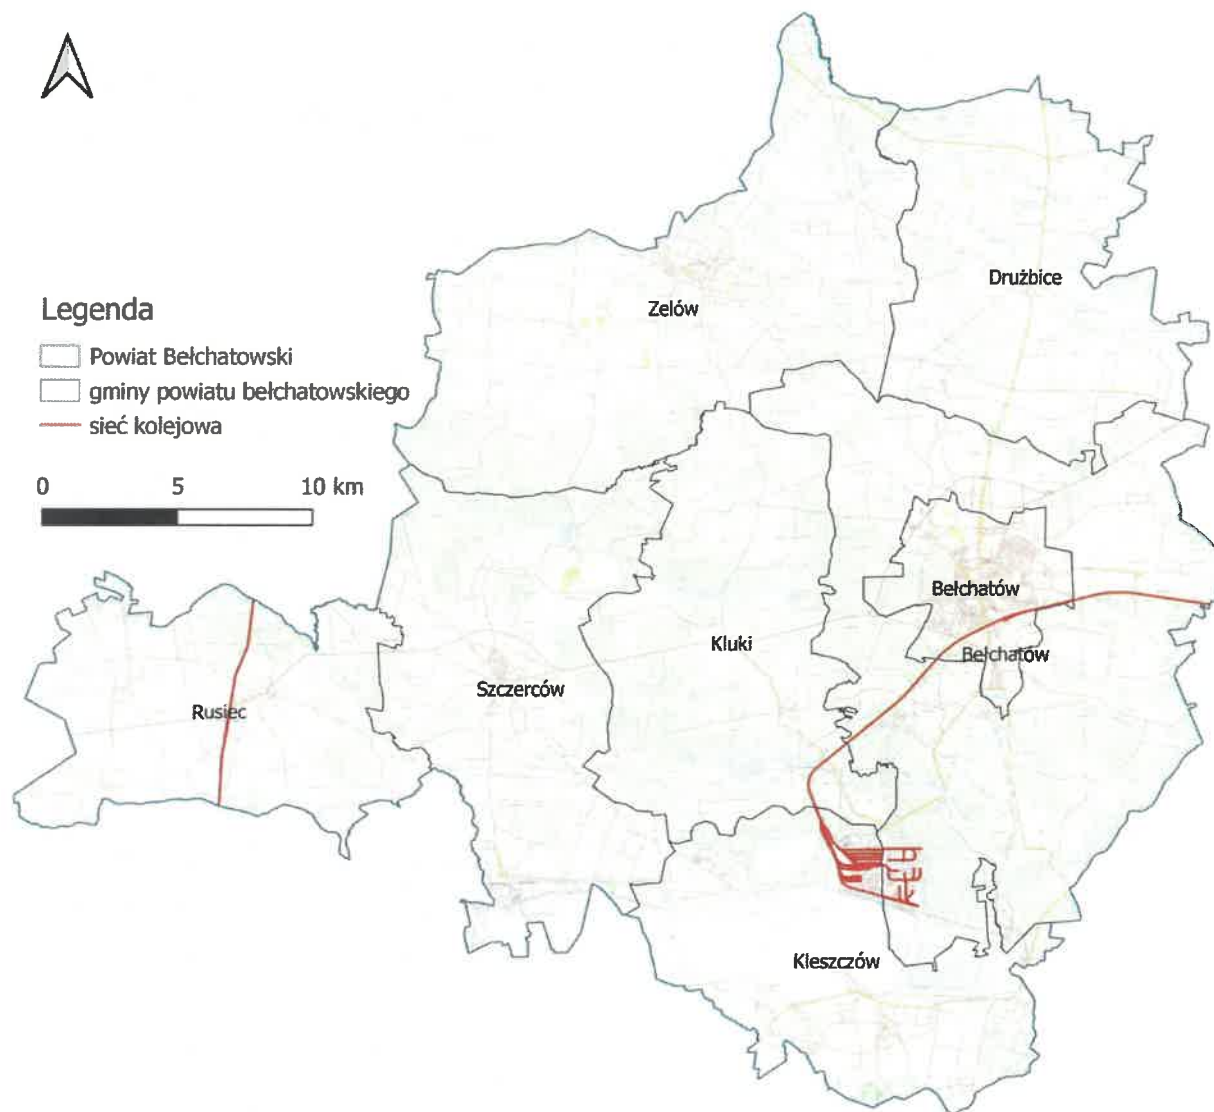 Legenda
Powiat Bełchatowski
gminy powiatu bełchatowskiego
sieć kolejowa
0 5 10 km
Zelów
Drużbice
Bełchatów
Bełchatów
Kluki
Szczerców
Rusiec
Kleszczów